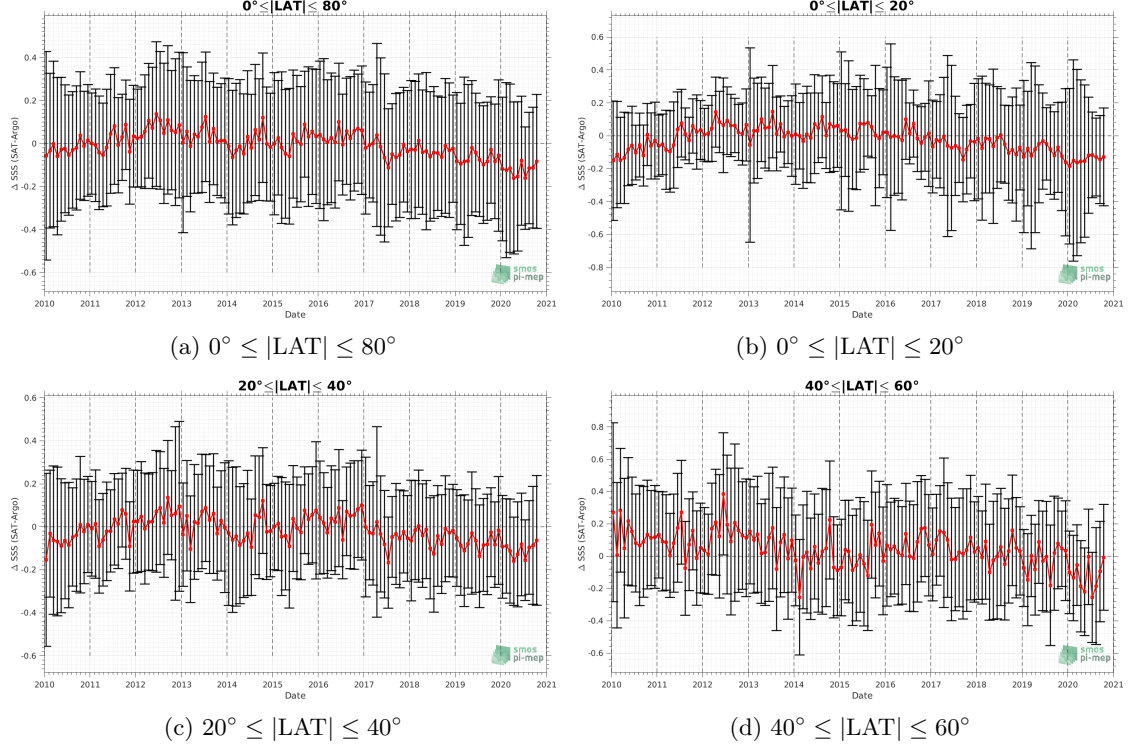 0°≤|LAT|≤ 80°
Δ SSS (SAT-Argo)
0.4
0.2
0
-0.2
-0.4
-0.6
2010 2011 2012 2013 2014 2015 2016 2017 2018 2019 2020 2021
Date
smos
pi-mep
(a) 0° ≤ |LAT| ≤ 80°
0°≤|LAT|≤ 20°
Δ SSS (SAT-Argo)
0.6
0.4
0.2
0
-0.2
-0.4
-0.6
-0.8
2010 2011 2012 2013 2014 2015 2016 2017 2018 2019 2020 2021
Date
smos
pi-mep
(b) 0° ≤ |LAT| ≤ 20°
20°≤|LAT|≤ 40°
Δ SSS (SAT-Argo)
0.6
0.4
0.2
0
-0.2
-0.4
-0.6
2010 2011 2012 2013 2014 2015 2016 2017 2018 2019 2020 2021
Date
smos
pi-mep
(c) 20° ≤ |LAT| ≤ 40°
40°≤|LAT|≤ 60°
Δ SSS (SAT-Argo)
0.8
0.6
0.4
0.2
0
-0.2
-0.4
-0.6
2010 2011 2012 2013 2014 2015 2016 2017 2018 2019 2020 2021
Date
smos
pi-mep
(d) 40° ≤ |LAT| ≤ 60°